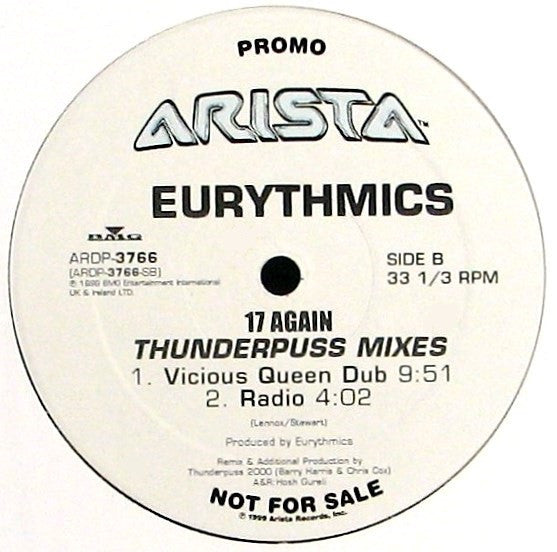 PROMO
ARISTA™
EURYTHMICS
BMG
ARDP-3766
(ARDP-3766-SB)
℗ 1999 BMG Entertainment International
UK & Ireland LTD.
SIDE B
33 1/3 RPM
17 AGAIN
THUNDERPUSS MIXES
1. Vicious Queen Dub 9:51
2. Radio 4:02
(Lennox/Stewart)
Produced by Eurythmics
Remix & Additional Production by
Thunderpuss 2000 (Barry Harris & Chris Cox)
A&R: Hosh Gureli
NOT FOR SALE
℗ 1999 Arista Records, Inc.